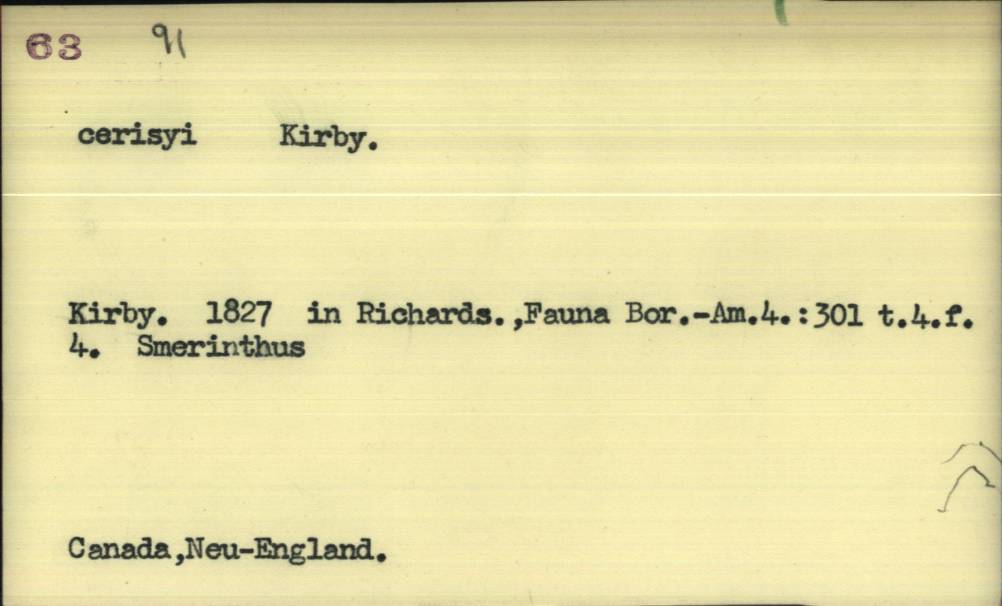 63 91
cerisyi Kirby.
Kirby. 1827 in Richards.,Fauna Bor.-Am.4.:301 t.4.f.
4. Smerinthus
Canada,Neu-England.